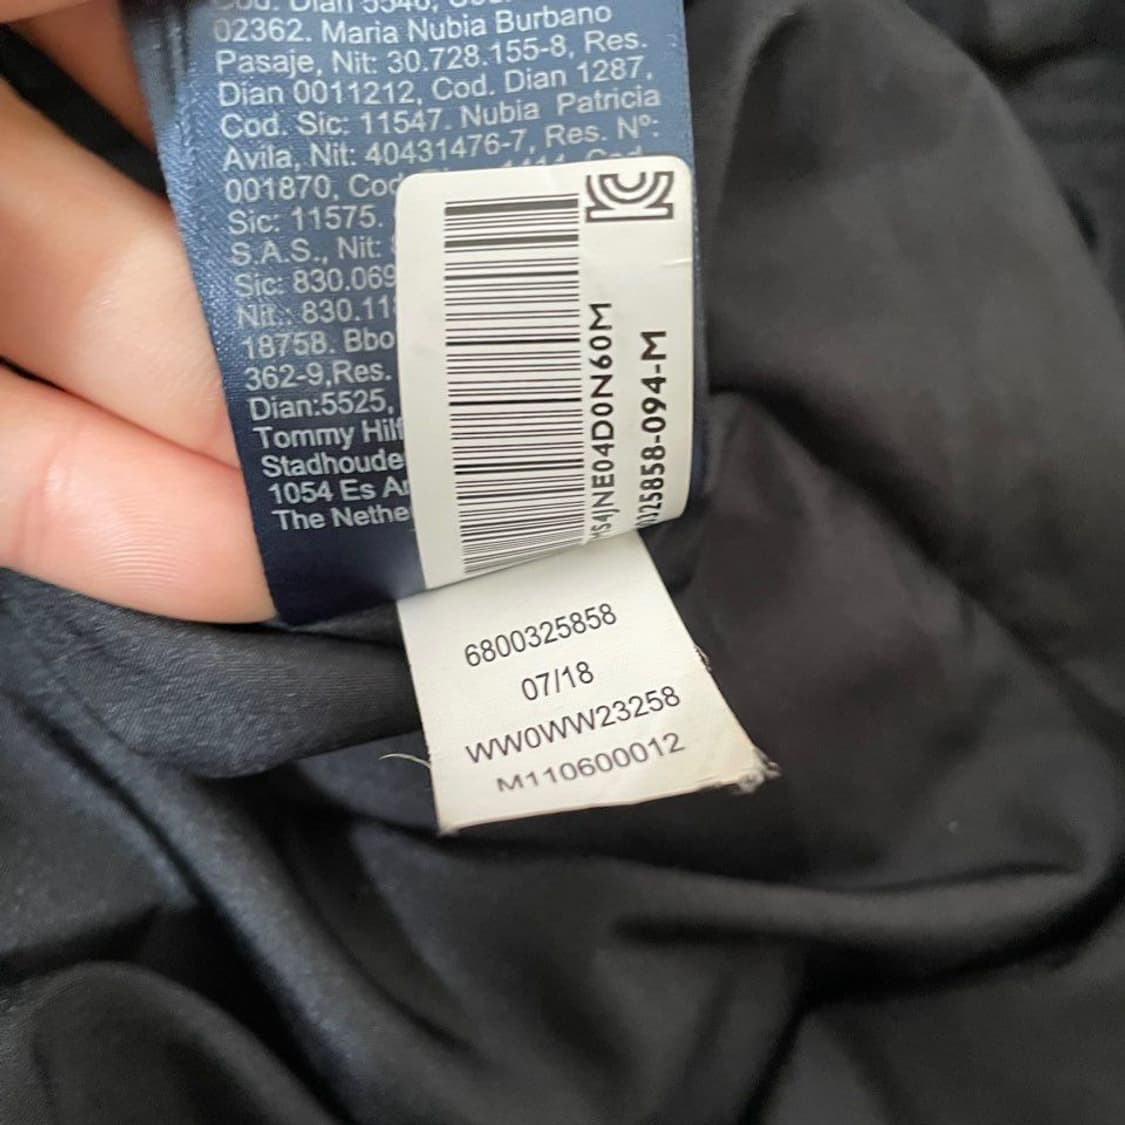 02362. Maria Nubia Burbano
Pasaje, Nit: 30.728.155-8, Res.
Dian 0011212, Cod. Dian 1287,
Cod. Sic: 11547. Nubia Patricia
Avila, Nit: 40431476-7, Res. Nº:
001870, Cod
Sic: 11575.
S.A.S., Nit:
Sic: 830.069
Nit.: 830.11
18758. Bbo
362-9,Res.
Dian:5525,
Tommy Hilf
Stadhoude
1054 Es
The Nethe
S4JNE04D0N60M
25858-094-M
6800325858
07/18
WW0WW23258
M110600012